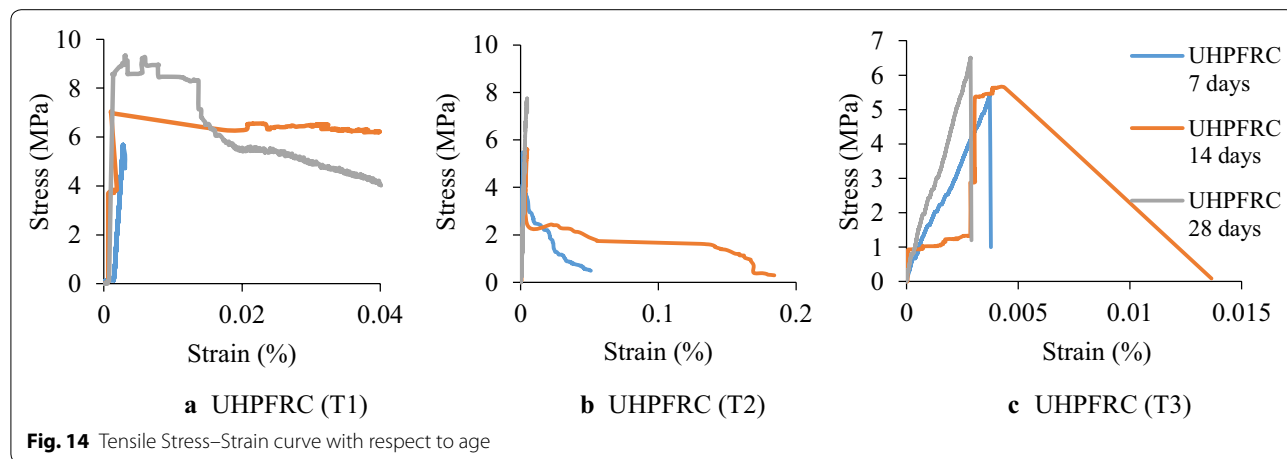 10
8
6
4
2
0
Stress (MPa)
0 0.02 0.04
Strain (%)
a UHPFRC (T1)
10
8
6
4
2
0
Stress (MPa)
0 0.1 0.2
Strain (%)
b UHPFRC (T2)
7
6
5
4
3
2
1
0
Stress (MPa)
0 0.005 0.01 0.015
Strain (%)
c UHPFRC (T3)
UHPFRC
7 days
UHPFRC
14 days
UHPFRC
28 days
Fig. 14 Tensile Stress–Strain curve with respect to age